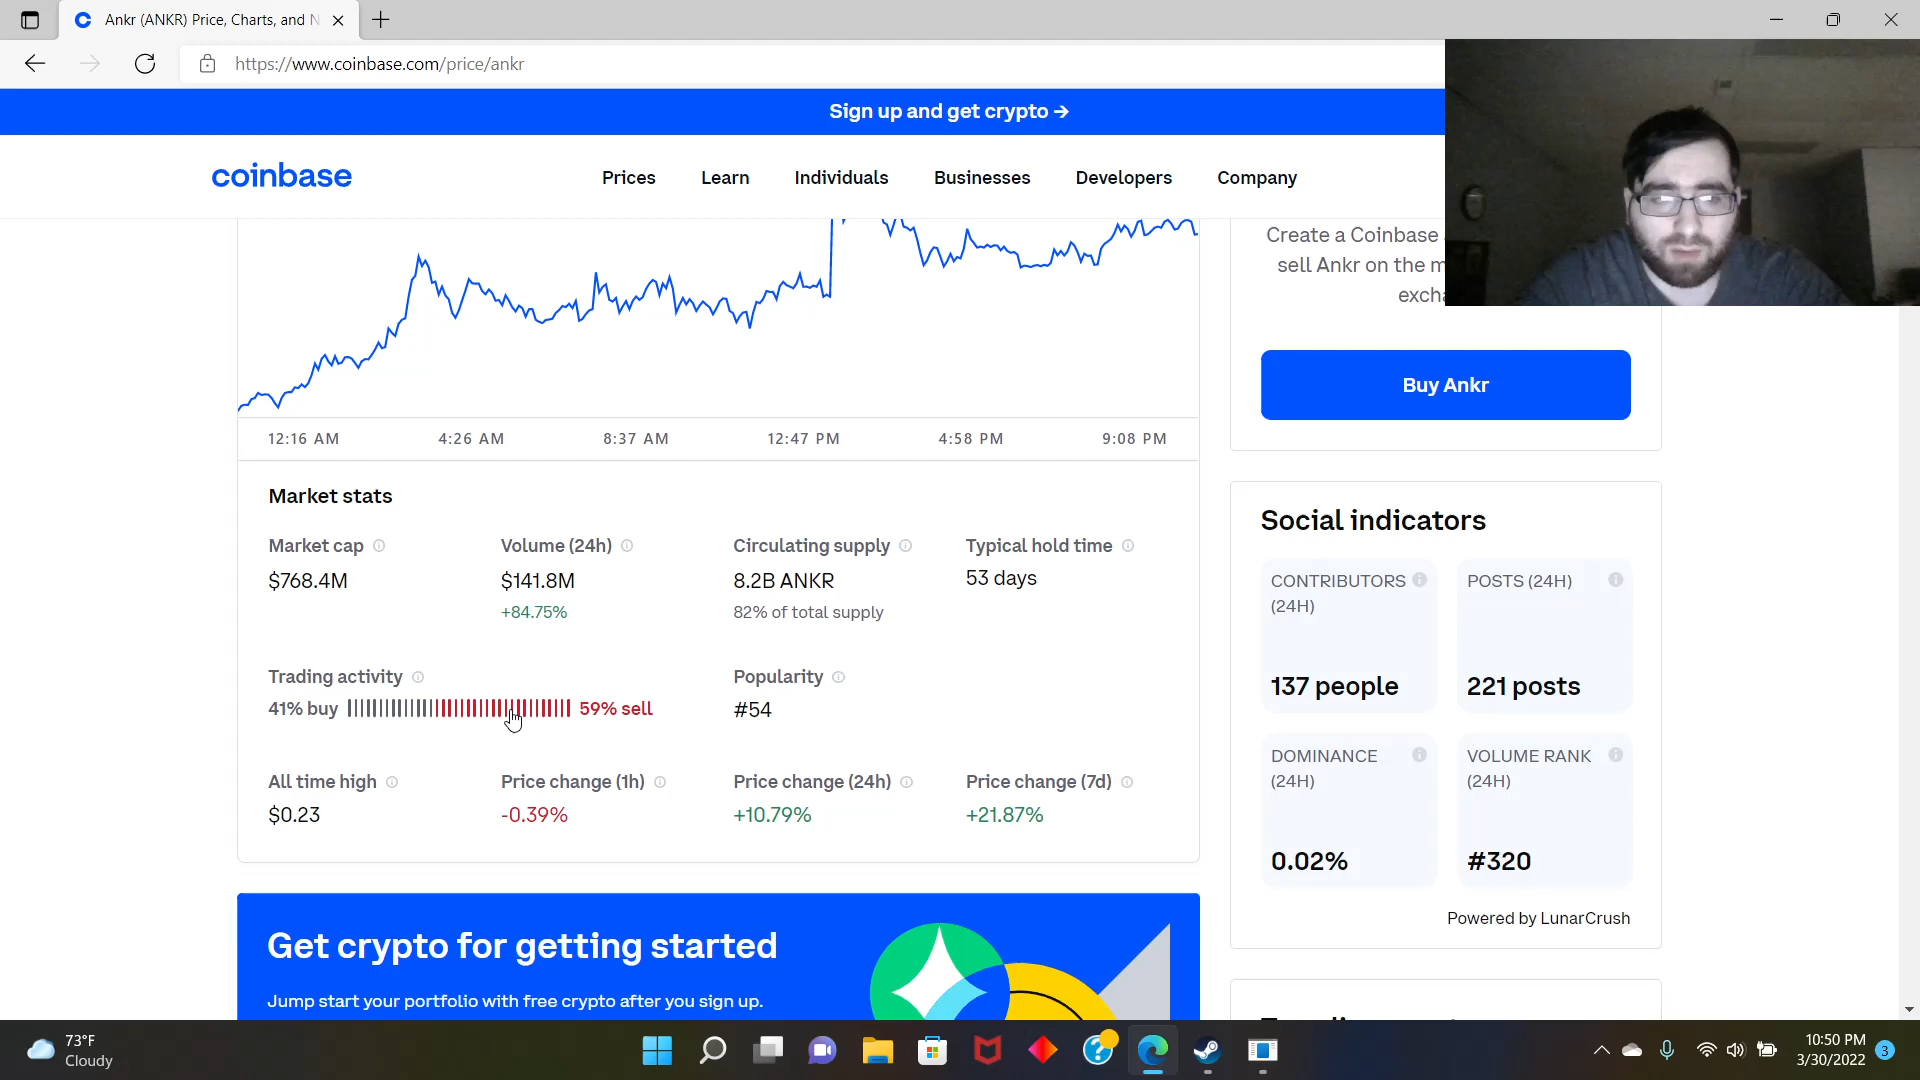 Ankr (ANKR) Price, Charts, and N
https://www.coinbase.com/price/ankr
Sign up and get crypto →
coinbase
Prices
Learn
Individuals
Businesses
Developers
Company
Create a Coinbase
sell Ankr on the m
excha
Buy Ankr
12:16 AM
4:26 AM
8:37 AM
12:47 PM
4:58 PM
9:08 PM
Market stats
Market cap
$768.4M
Volume (24h)
$141.8M
+84.75%
Circulating supply
8.2B ANKR
82% of total supply
Typical hold time
53 days
Trading activity
41% buy
59% sell
Popularity
#54
All time high
$0.23
Price change (1h)
-0.39%
Price change (24h)
+10.79%
Price change (7d)
+21.87%
Social indicators
CONTRIBUTORS
(24H)
137 people
POSTS (24H)
221 posts
DOMINANCE
(24H)
0.02%
VOLUME RANK
(24H)
#320
Powered by LunarCrush
Get crypto for getting started
Jump start your portfolio with free crypto after you sign up.
73°F
Cloudy
10:50 PM
3/30/2022
3